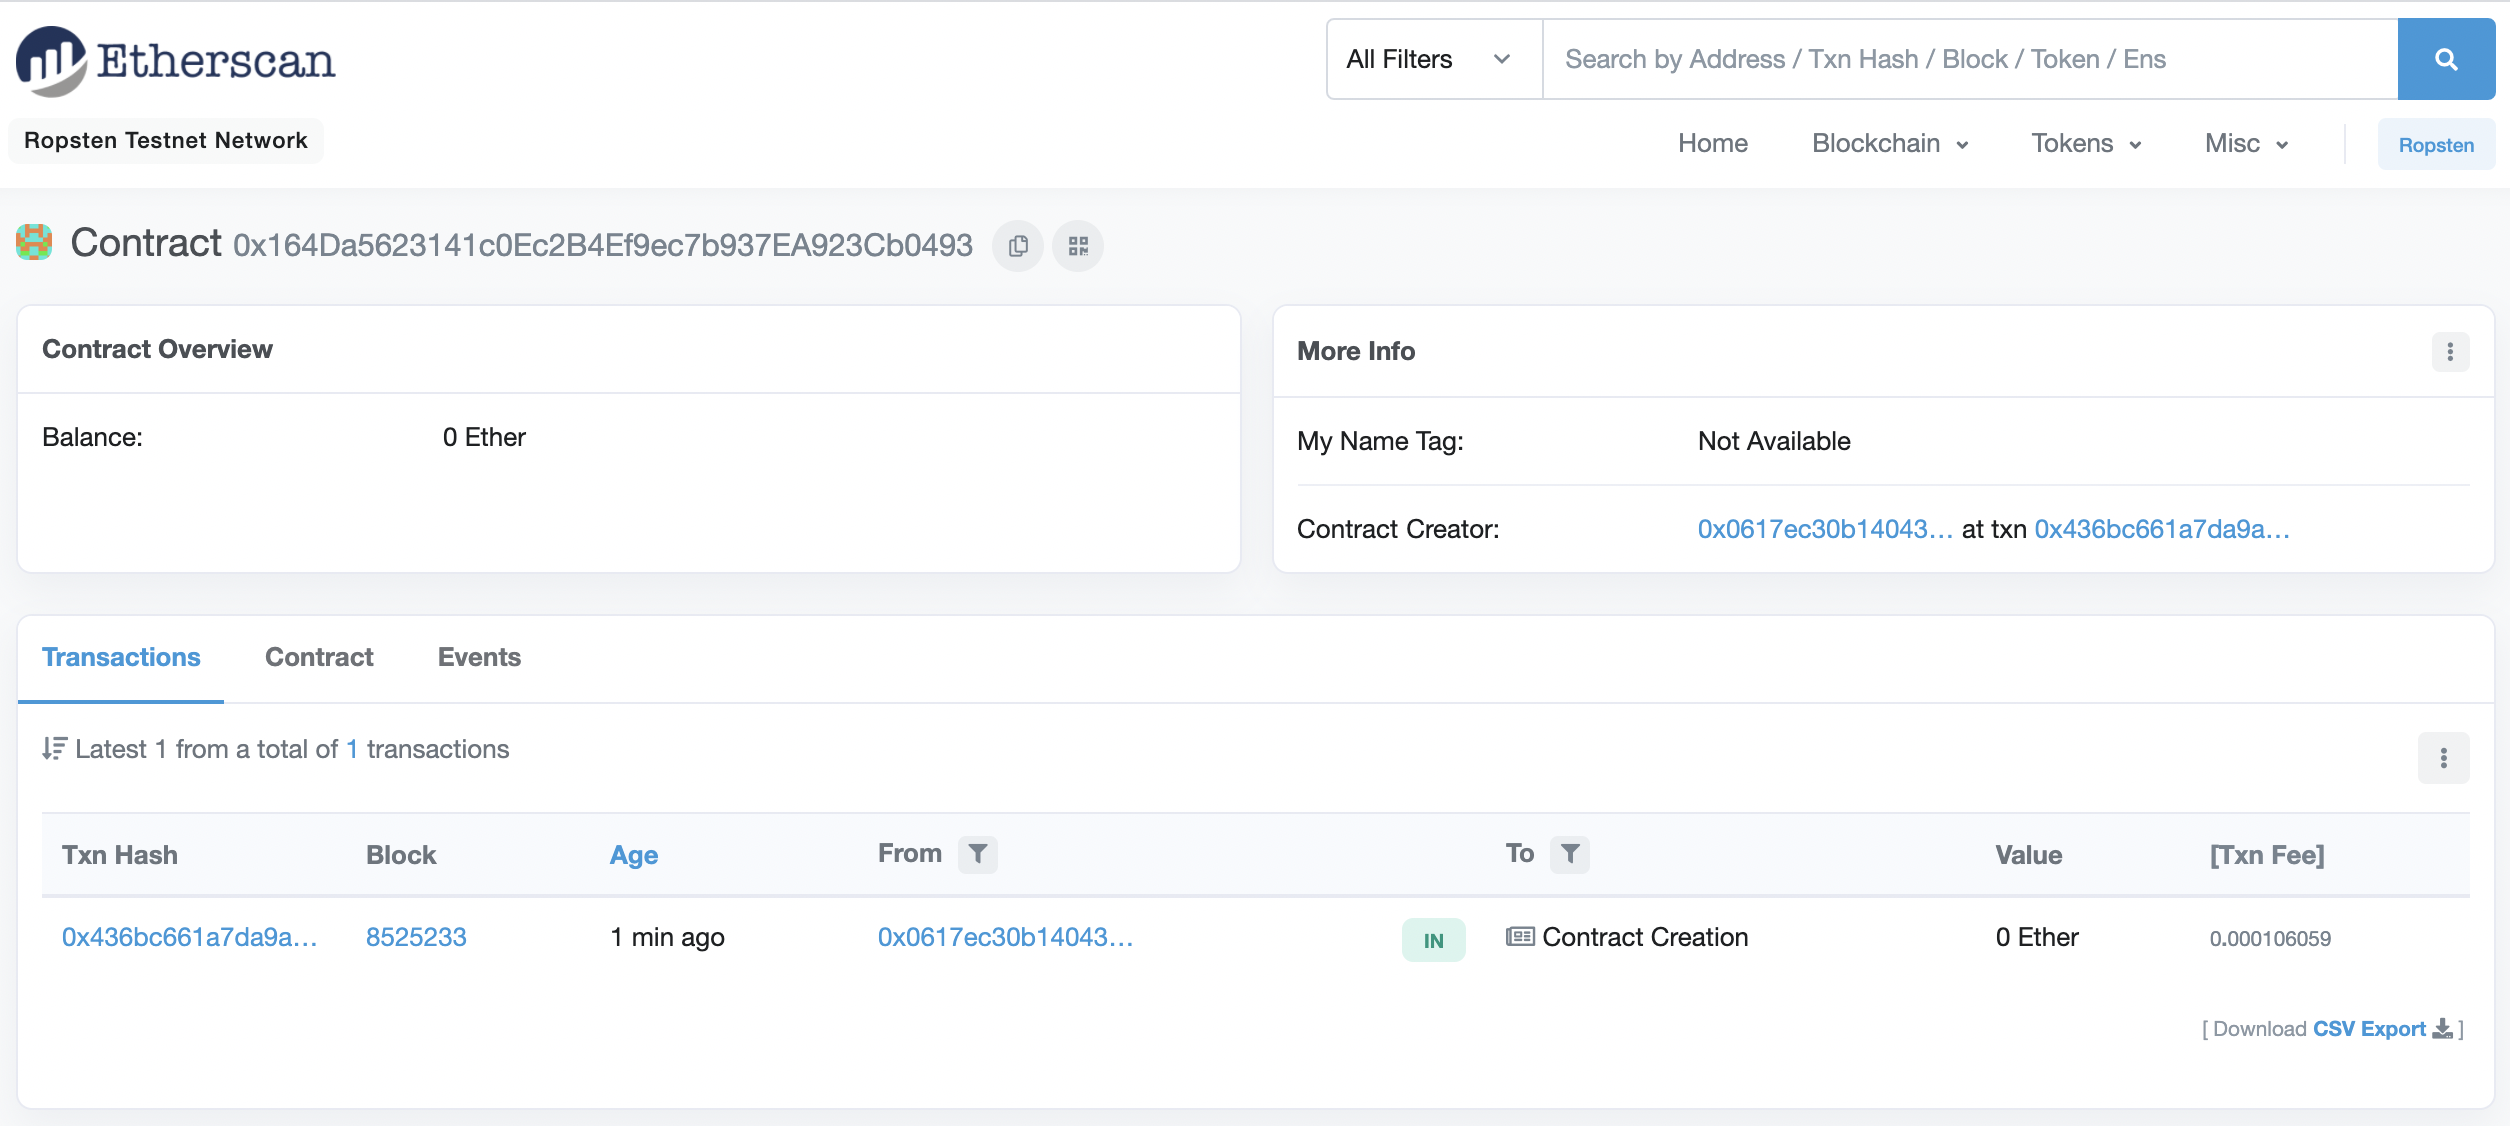 Etherscan
All Filters
Search by Address / Txn Hash / Block / Token / Ens
Ropsten Testnet Network
Home Blockchain Tokens Misc Ropsten
Contract 0x164Da5623141c0Ec2B4Ef9ec7b937EA923Cb0493
Contract Overview
Balance: 0 Ether
More Info
My Name Tag: Not Available
Contract Creator: 0x0617ec30b14043... at txn 0x436bc661a7da9a...
Transactions Contract Events
Latest 1 from a total of 1 transactions
Txn Hash Block Age From To Value [Txn Fee]
0x436bc661a7da9a... 8525233 1 min ago 0x0617ec30b14043... IN Contract Creation 0 Ether 0.000106059
[ Download CSV Export ]